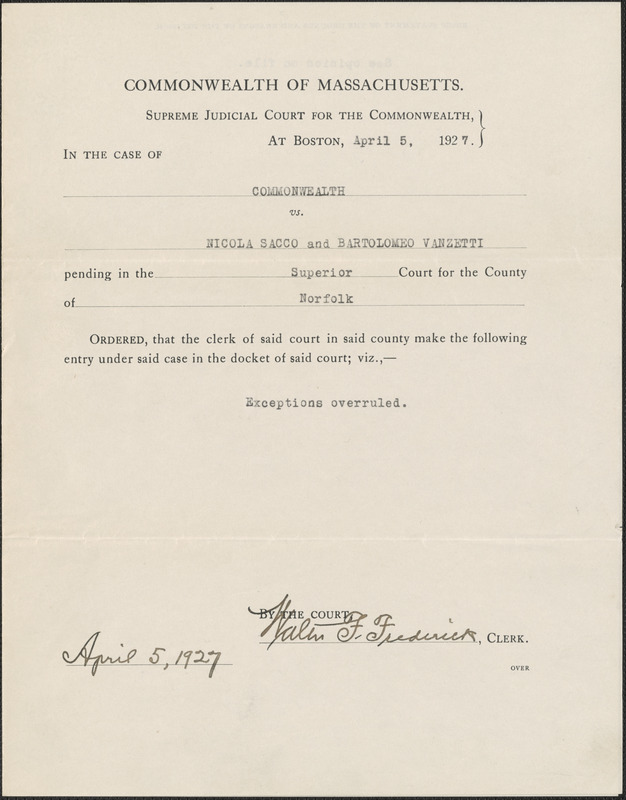 COMMONWEALTH OF MASSACHUSETTS.
SUPREME JUDICIAL COURT FOR THE COMMONWEALTH,
AT BOSTON, April 5, 1927.
IN THE CASE OF
COMMONWEALTH
vs.
NICOLA SACCO and BARTOLOMEO VANZETTI
pending in the Superior Court for the County
of Norfolk
ORDERED, that the clerk of said court in said county make the following
entry under said case in the docket of said court; viz.,—
Exceptions overruled.
BY THE COURT,
Walter F. Frederick, CLERK.
April 5, 1927
OVER